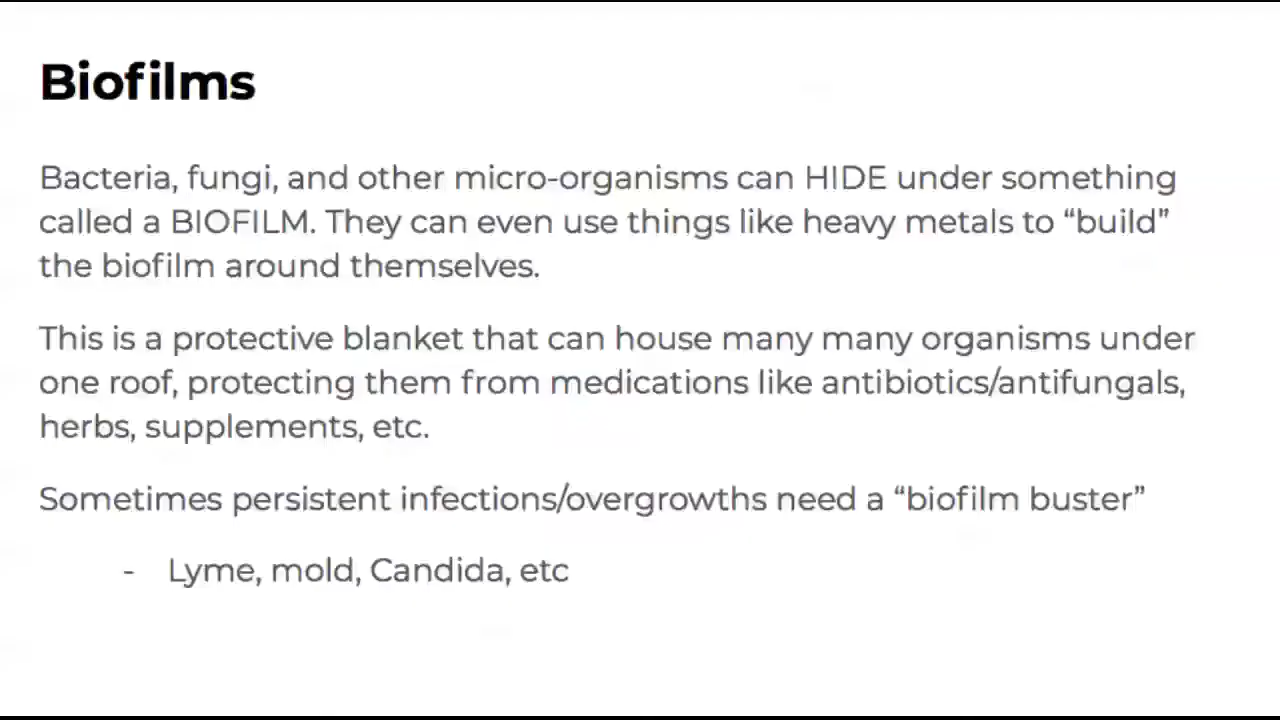 Biofilms
Bacteria, fungi, and other micro-organisms can HIDE under something
called a BIOFILM. They can even use things like heavy metals to “build”
the biofilm around themselves.
This is a protective blanket that can house many many organisms under
one roof, protecting them from medications like antibiotics/antifungals,
herbs, supplements, etc.
Sometimes persistent infections/overgrowths need a “biofilm buster”
- Lyme, mold, Candida, etc